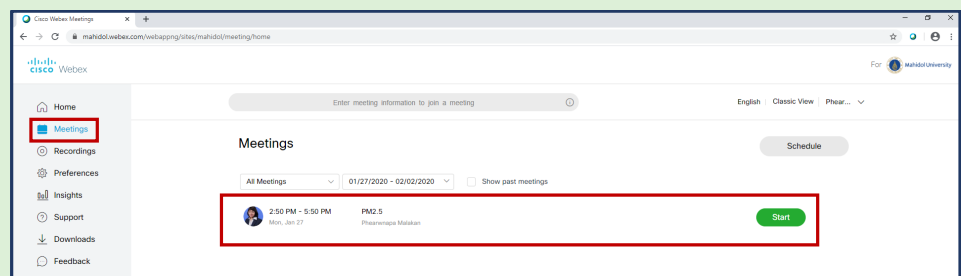 Cisco Webex Meetings
mahidol.webex.com/webappng/sites/mahidol/meeting/home
CISCO Webex
For Mahidol University
Enter meeting information to join a meeting
English | Classic View | Phear...
Home
Meetings
Recordings
Preferences
Insights
Support
Downloads
Feedback
Meetings
Schedule
All Meetings
01/27/2020 - 02/02/2020
Show past meetings
2:50 PM - 5:50 PM PM2.5
Mon, Jan 27 Phearwnapa Malakan
Start